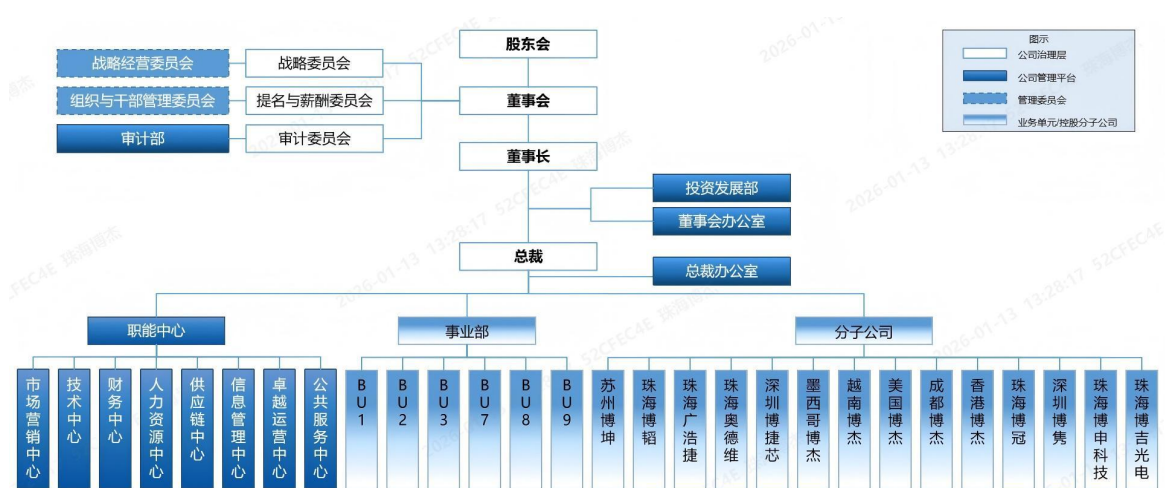 股东会
战略经营委员会
战略委员会
组织与干部管理委员会
提名与薪酬委员会
董事会
审计部
审计委员会
董事长
图示
公司治理层
公司管理平台
管理委员会
业务单元/控股分子公司
投资发展部
董事会办公室
总裁
总裁办公室
职能中心
事业部
分子公司
市场营销中心
技术中心
财务中心
人力资源中心
供应链中心
信息管理中心
卓越运营中心
公共服务中心
BU1
BU2
BU3
BU7
BU8
BU9
苏州博坤
珠海博韬
珠海广浩捷
珠海奥德维
深圳博捷芯
墨西哥博杰
越南博杰
美国博杰
成都博杰
香港博杰
珠海博冠
深圳博隽
珠海博申科技
珠海博吉光电
2026-01-13 13:28:17 52CFEC4E 珠海博杰